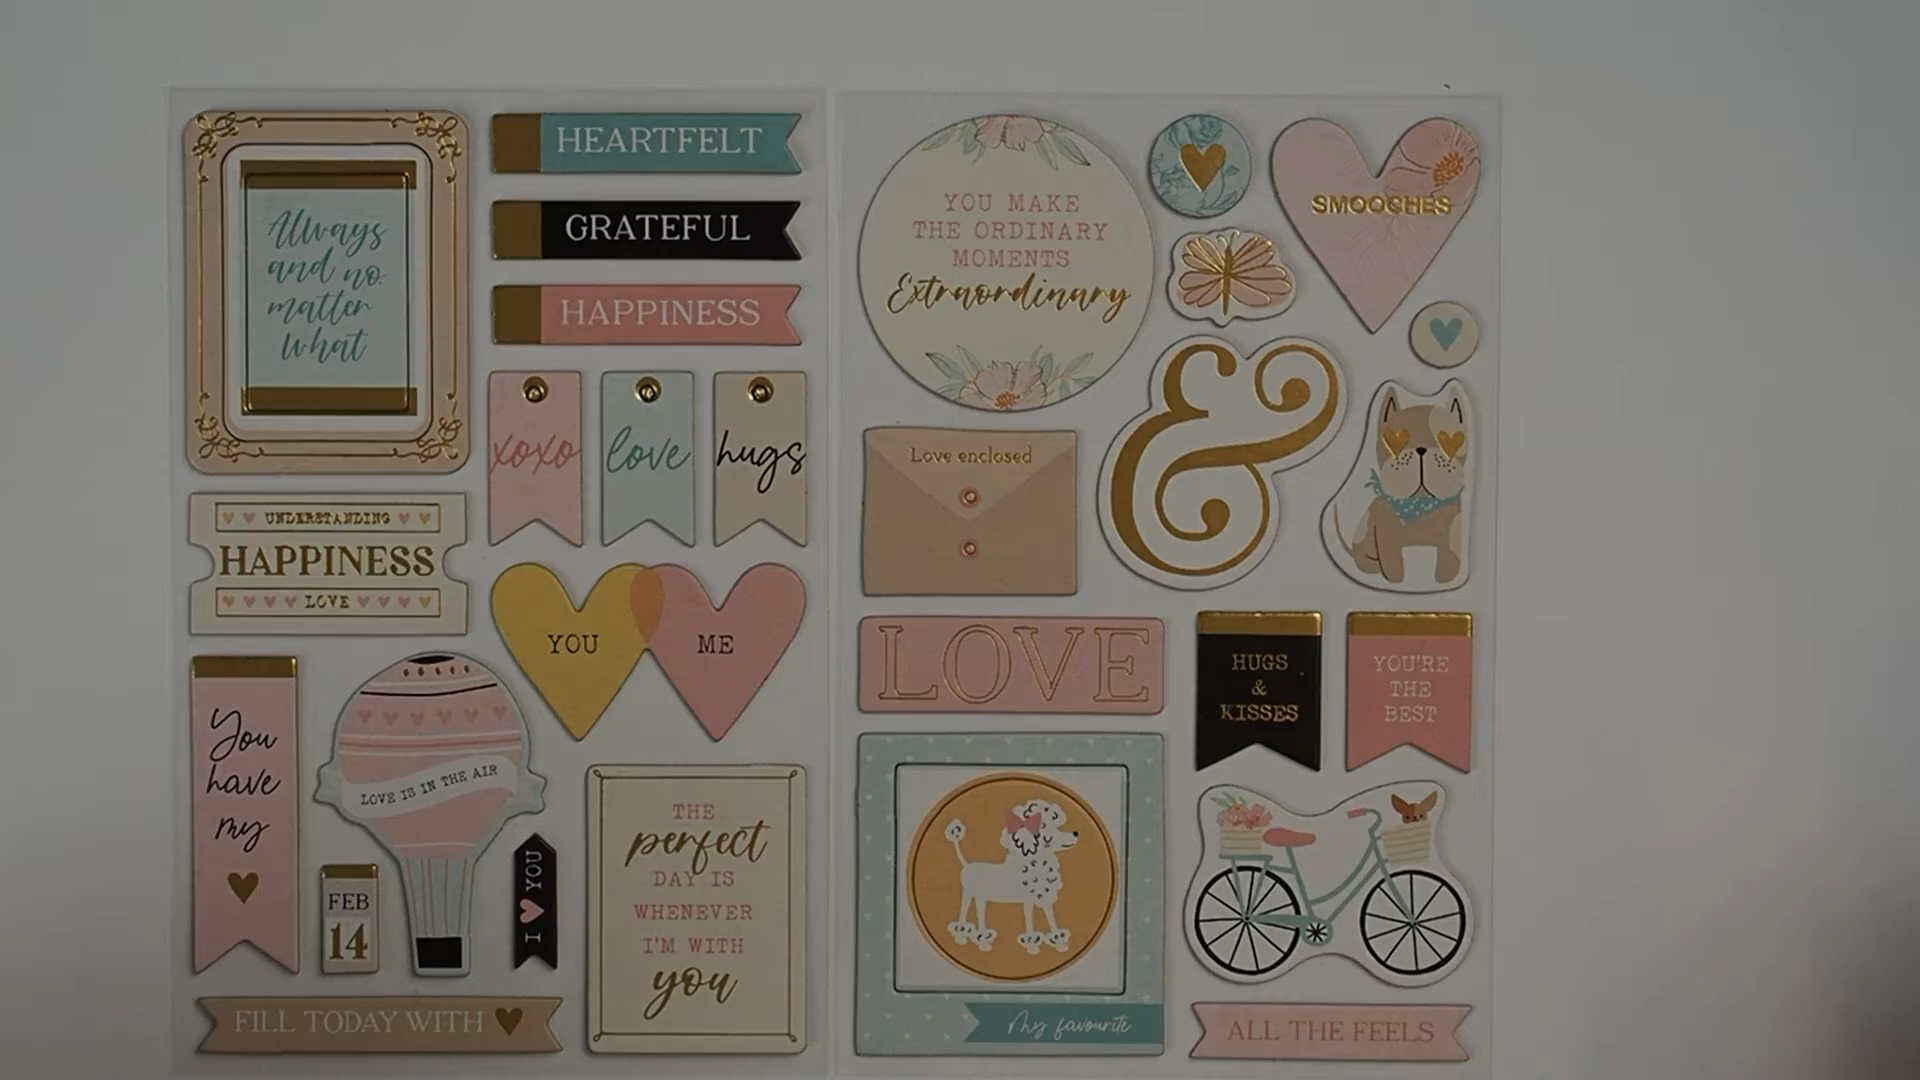 Always
and no
matter
what
HEARTFELT
GRATEFUL
HAPPINESS
xoxo
love
hugs
UNDERSTANDING
HAPPINESS
LOVE
YOU
ME
You
have
my
LOVE IS IN THE AIR
FEB
14
I YOU
THE
perfect
DAY IS
WHENEVER
I'M WITH
you
FILL TODAY WITH
YOU MAKE
THE ORDINARY
MOMENTS
Extraordinary
SMOOCHES
Love enclosed
&
LOVE
HUGS
&
KISSES
YOU'RE
THE
BEST
My favourite
ALL THE FEELS